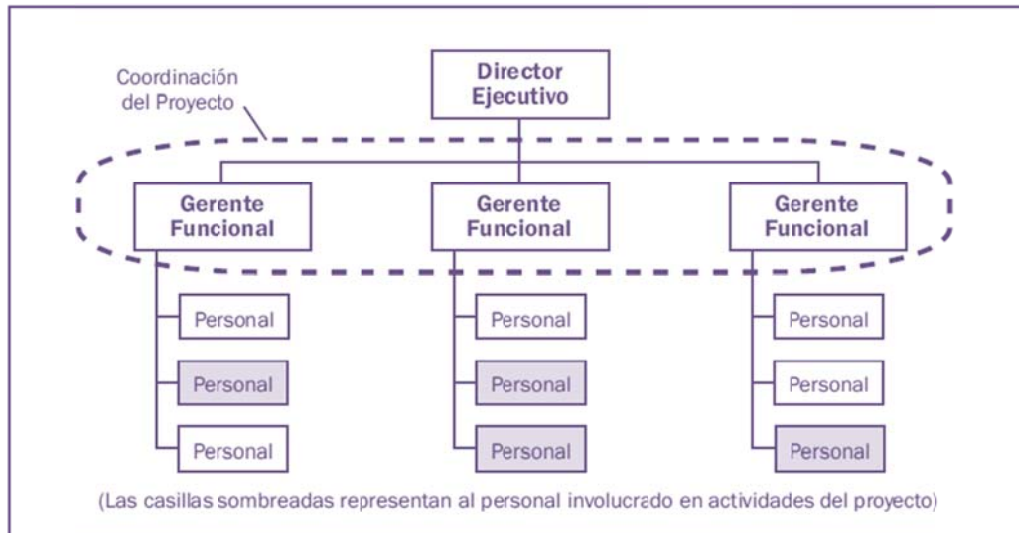 Coordinación
del Proyecto
Director
Ejecutivo
Gerente
Funcional
Gerente
Funcional
Gerente
Funcional
Personal
Personal
Personal
Personal
Personal
Personal
Personal
Personal
Personal
(Las casillas sombreadas representan al personal involucrado en actividades del proyecto)